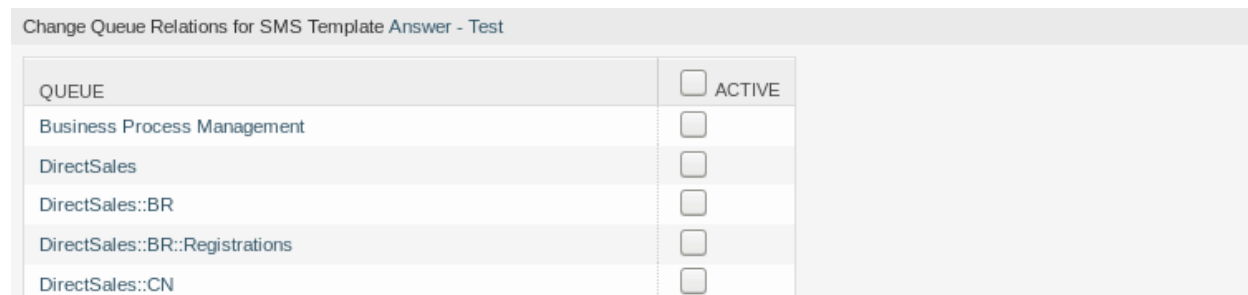 Change Queue Relations for SMS Template Answer - Test
QUEUE ACTIVE
Business Process Management
DirectSales
DirectSales::BR
DirectSales::BR::Registrations
DirectSales::CN